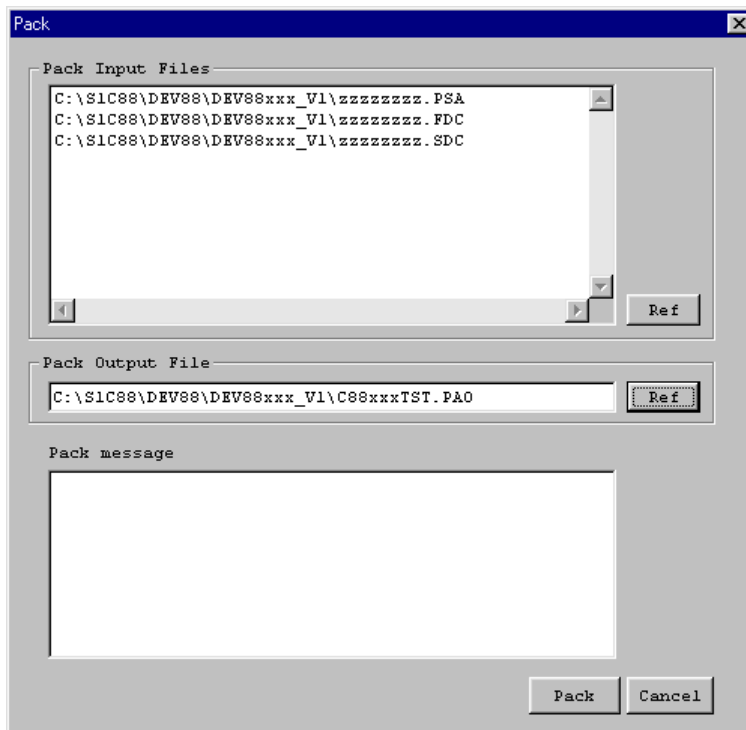 Pack
Pack Input Files
C:\S1C88\DEV88\DEV88xxx_V1\zzzzzzzz.PSA
C:\S1C88\DEV88\DEV88xxx_V1\zzzzzzzz.FDC
C:\S1C88\DEV88\DEV88xxx_V1\zzzzzzzz.SDC
Ref
Pack Output File
C:\S1C88\DEV88\DEV88xxx_V1\C88xxxTST.PA0
Ref
Pack message
Pack
Cancel